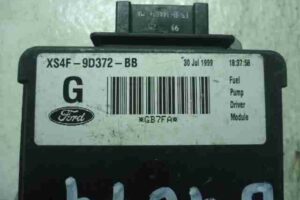 XS4F-9D372-BB
30 Jul 1999
18:37:58
G
Fuel
Pump
Driver
Module
Ford
*GB7FA*